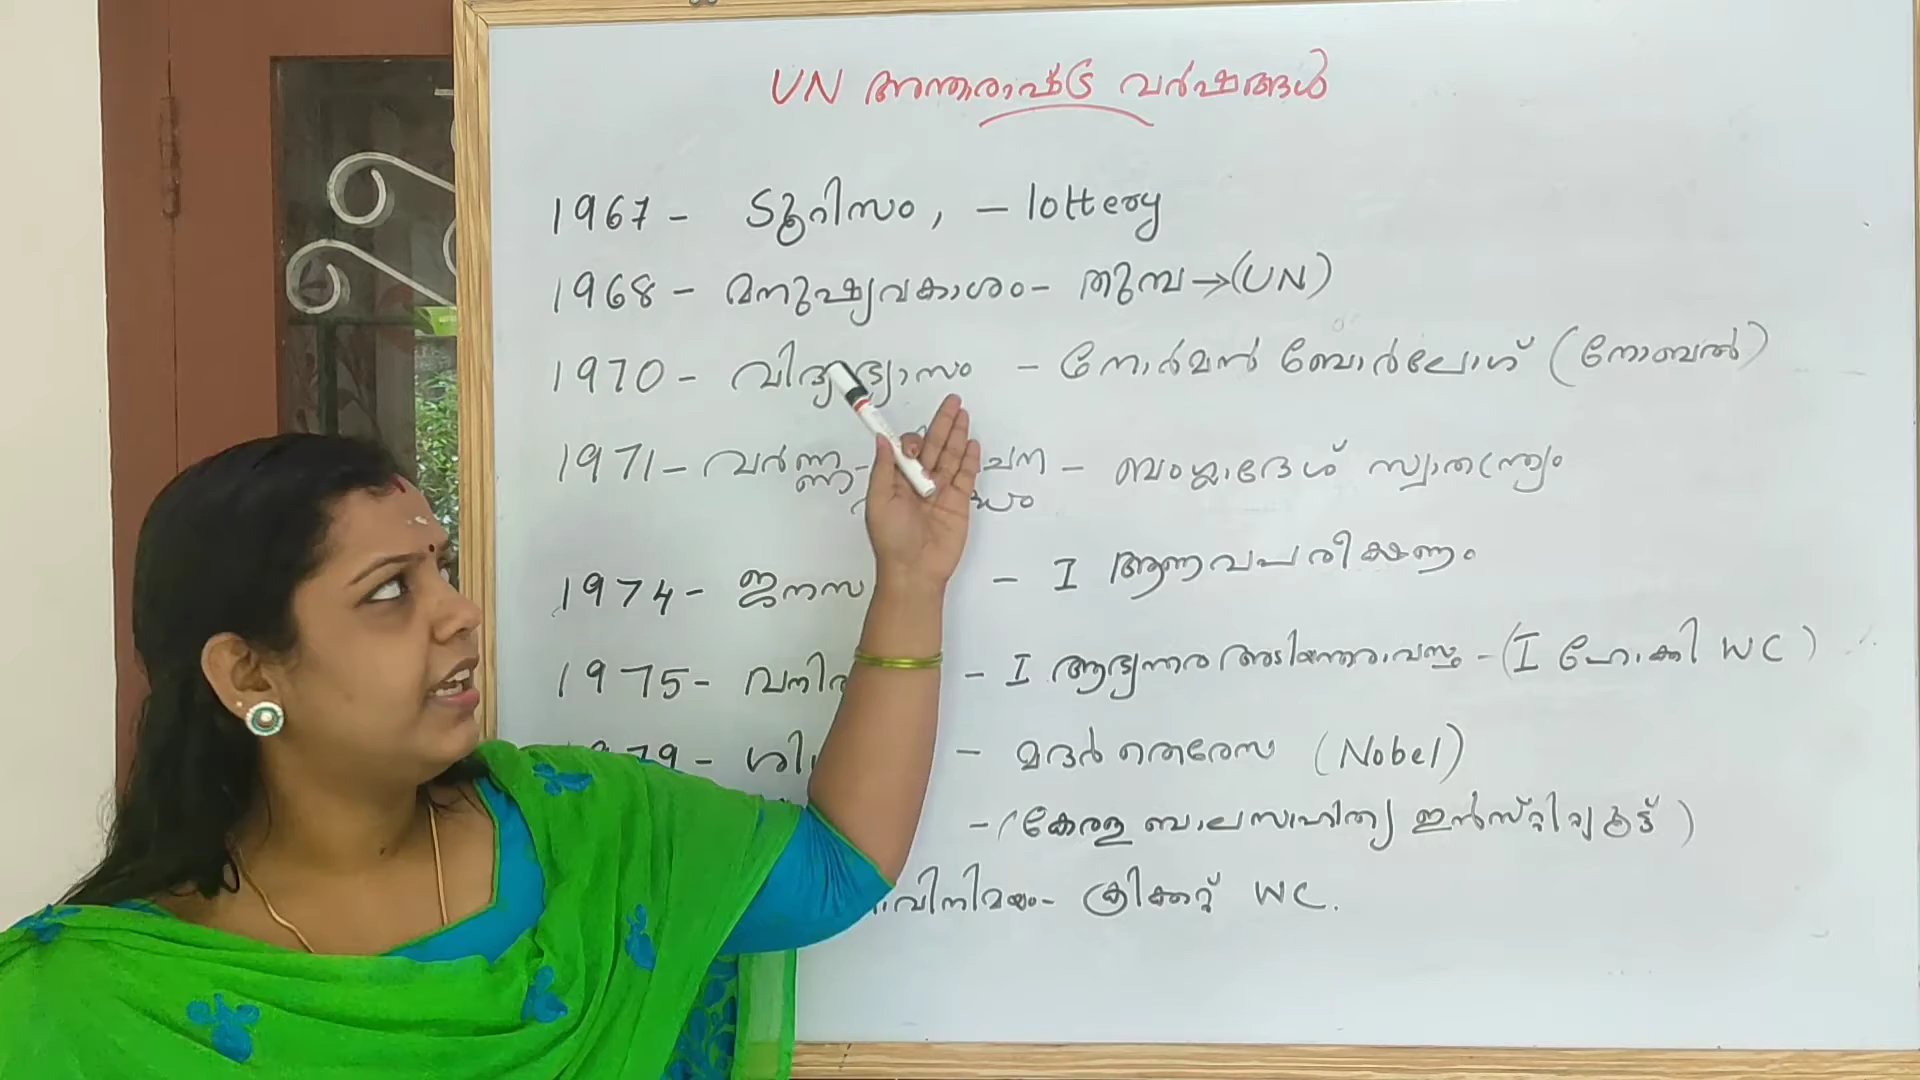 UN അന്താരാഷ്ട്ര വർഷങ്ങൾ
1967 - ടൂറിസം, - lottery
1968 - മനുഷ്യവകാശം - തുമ്പ → (UN)
1970 - വിദ്യാഭ്യാസം - നോർമൻ ബോർലോഗ് (നോബൽ)
1971 - വർണ്ണ - ബംഗ്ലാദേശ് സ്വാതന്ത്ര്യം
1974 - ജനസ - I ആണവപരീക്ഷണം
1975 - വനിത - I ആഭ്യന്തര അടിയന്തരാവസ്ഥ - (I ഹോക്കി WC)
79 - ശി - മദർ തെരേസ (Nobel)
- (കേരള ബാലസാഹിത്യ ഇൻസ്റ്റിറ്റ്യൂട്ട്)
വിനിമയം - ക്രിക്കറ്റ് WC.